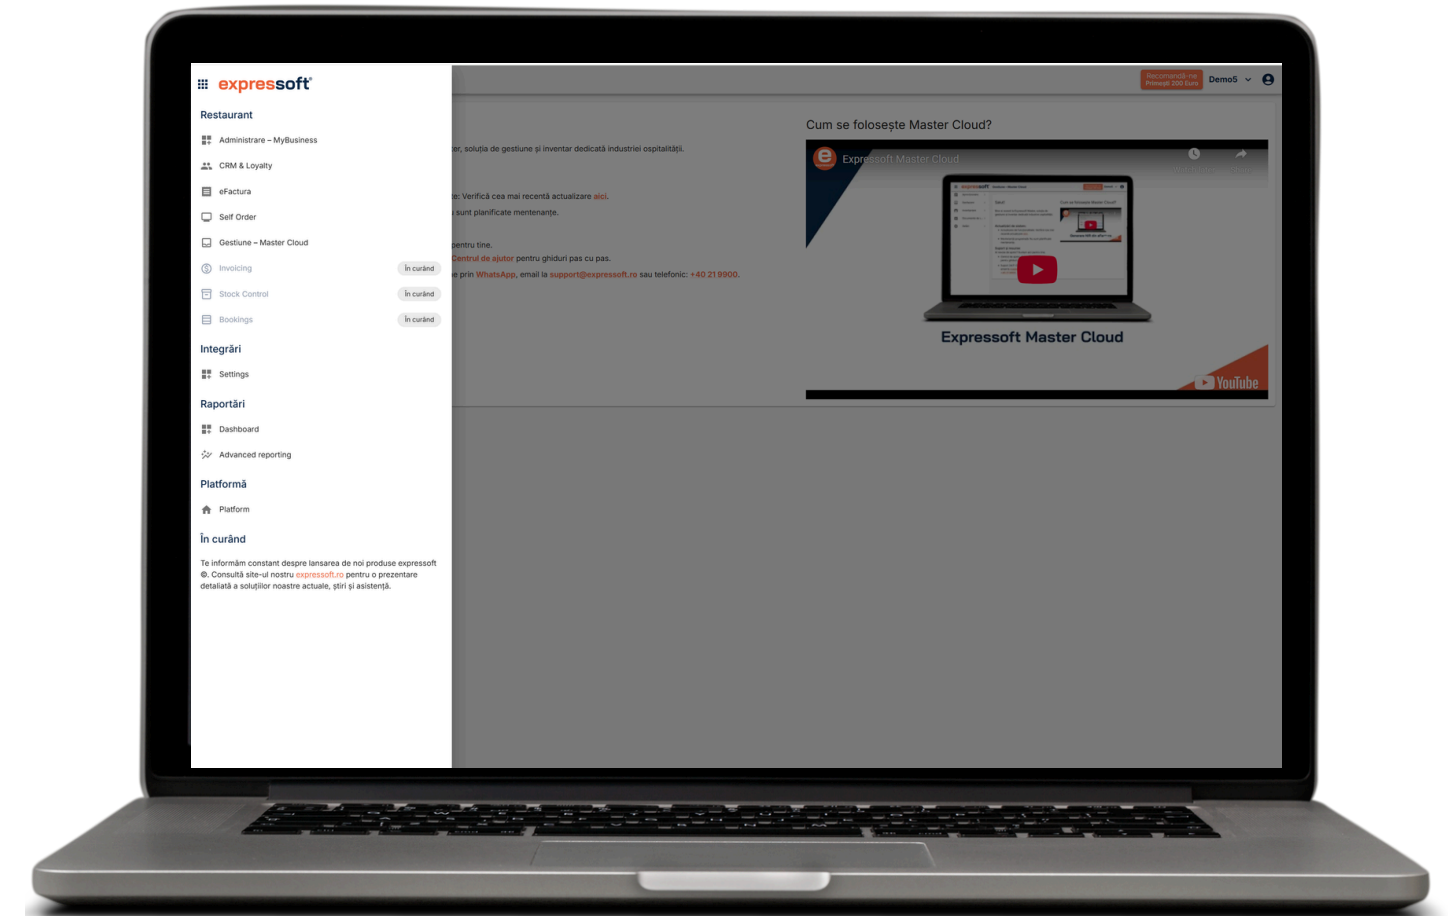 expressoft®
Restaurant
Administrare – MyBusiness
CRM & Loyalty
eFactura
Self Order
Gestiune – Master Cloud
Invoicing În curând
Stock Control În curând
Bookings În curând
Integrări
Settings
Raportări
Dashboard
Advanced reporting
Platformă
Platform
În curând
Te informăm constant despre lansarea de noi produse expressoft
©. Consultă site-ul nostru expressoft.ro pentru o prezentare
detaliată a soluțiilor noastre actuale, știri și asistență.
Recomandă-ne
Primești 200 Euro
Demo5
soluția de gestiune și inventar dedicată industriei ospitalității.
Verifică cea mai recentă actualizare aici.
sunt planificate mentenanțe.
pentru tine.
Centrul de ajutor pentru ghiduri pas cu pas.
prin WhatsApp, email la support@expressoft.ro sau telefonic: +40 21 9900.
Cum se folosește Master Cloud?
Expressoft Master Cloud
expressoft
Expressoft Master Cloud
YouTube